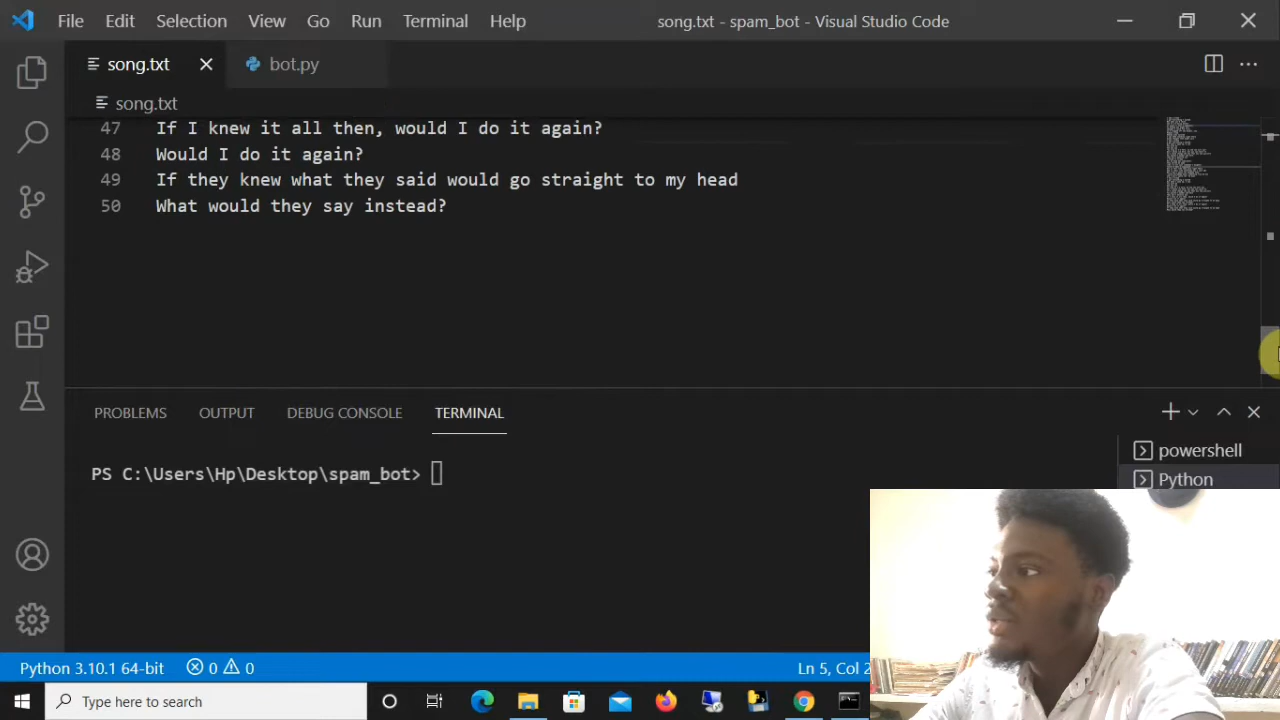 File Edit Selection View Go Run Terminal Help song.txt - spam_bot - Visual Studio Code
song.txt bot.py
song.txt
47 If I knew it all then, would I do it again?
48 Would I do it again?
49 If they knew what they said would go straight to my head
50 What would they say instead?
PROBLEMS OUTPUT DEBUG CONSOLE TERMINAL
powershell
PS C:\Users\Hp\Desktop\spam_bot>
Python
Python 3.10.1 64-bit 0 0 Ln 5, Col 2
Type here to search